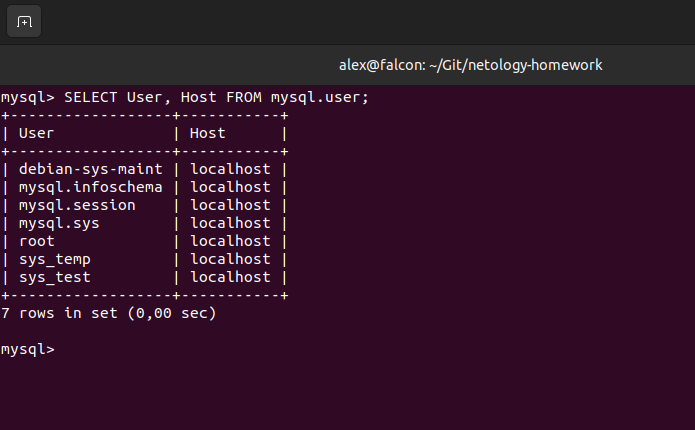 alex@falcon: ~/Git/netology-homework
mysql> SELECT User, Host FROM mysql.user;
+------------------+-----------+
| User             | Host      |
+------------------+-----------+
| debian-sys-maint | localhost |
| mysql.infoschema | localhost |
| mysql.session    | localhost |
| mysql.sys        | localhost |
| root             | localhost |
| sys_temp         | localhost |
| sys_test         | localhost |
+------------------+-----------+
7 rows in set (0,00 sec)
mysql>